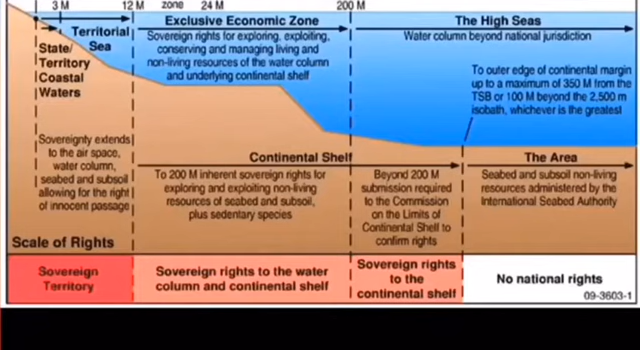 3 M
12 M
zone
24 M
200 M
Territorial
Sea
State/
Territory
Coastal
Waters
Exclusive Economic Zone
Sovereign rights for exploring, exploiting,
conserving and managing living and
non-living resources of the water column
and underlying continental shelf
The High Seas
Water column beyond national jurisdiction
To outer edge of continental margin
up to a maximum of 350 M from the
TSB or 100 M beyond the 2,500 m
isobath, whichever is the greatest
Sovereignty extends
to the air space,
water column,
seabed and subsoil
allowing for the right
of innocent passage
Continental Shelf
To 200 M inherent sovereign rights for
exploring and exploiting non-living
resources of seabed and subsoil,
plus sedentary species
Beyond 200 M
submission required
to the Commission
on the Limits of
Continental Shelf to
confirm rights
The Area
Seabed and subsoil non-living
resources administered by the
International Seabed Authority
Scale of Rights
Sovereign
Territory
Sovereign rights to the water
column and continental shelf
Sovereign rights
to the
continental shelf
No national rights
09-3603-1